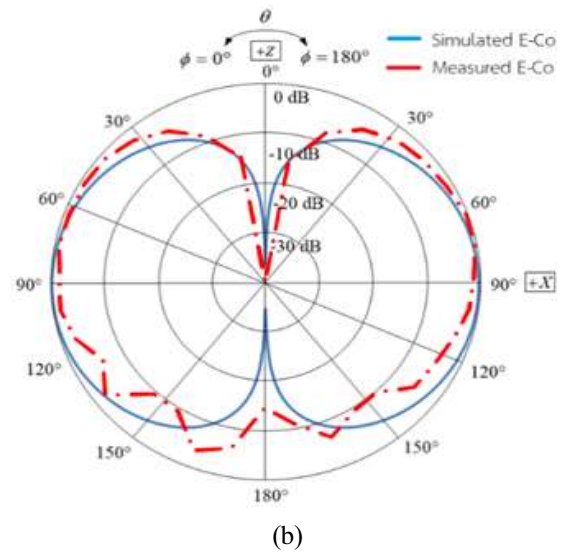 θ
ϕ = 0° +Z ϕ = 180°
0°
Simulated E-Co
Measured E-Co
0 dB
30° 30°
-10 dB
60° 60°
-20 dB
-30 dB
90° 90° +X
120° 120°
150° 150°
180°
(b)